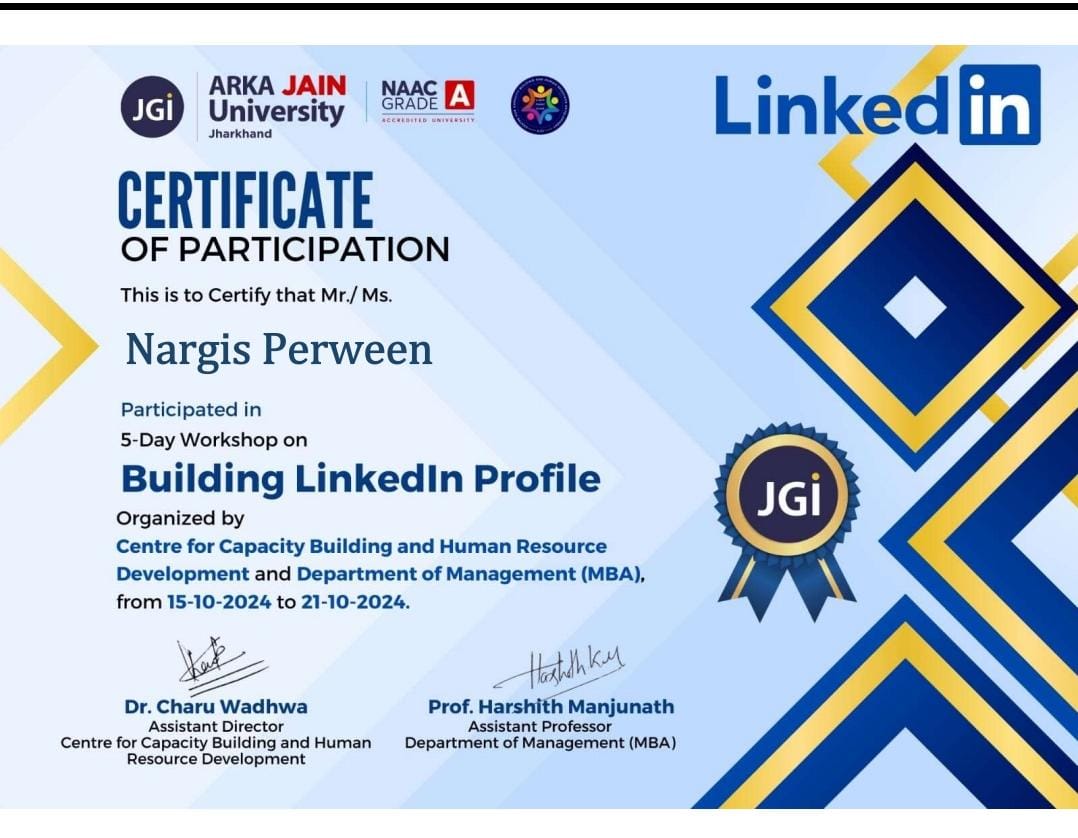 JGi
ARKA JAIN
University
Jharkhand
NAAC
GRADE A
ACCREDITED UNIVERSITY
Linked in
CERTIFICATE
OF PARTICIPATION
This is to Certify that Mr./ Ms.
Nargis Perween
Participated in
5-Day Workshop on
Building LinkedIn Profile
Organized by
Centre for Capacity Building and Human Resource
Development and Department of Management (MBA),
from 15-10-2024 to 21-10-2024.
JGi
Harshith K.M
Dr. Charu Wadhwa
Assistant Director
Centre for Capacity Building and Human
Resource Development
Prof. Harshith Manjunath
Assistant Professor
Department of Management (MBA)